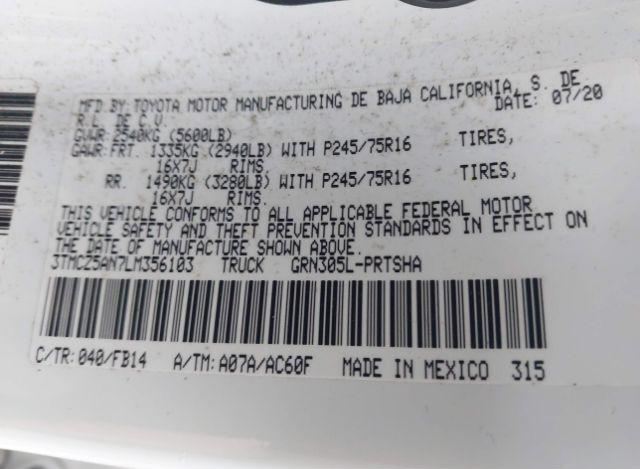 MFD BY:TOYOTA MOTOR MANUFACTURING DE BAJA CALIFORNIA, S. DE
R.L. DE C.V. DATE: 07/20
GVWR:2540KG (5600LB)
GAWR:FRT. 1335KG (2940LB) WITH P245/75R16 TIRES,
16X7J RIMS.
RR. 1490KG (3280LB) WITH P245/75R16 TIRES,
16X7J RIMS.
THIS VEHICLE CONFORMS TO ALL APPLICABLE FEDERAL MOTOR
VEHICLE SAFETY AND THEFT PREVENTION STANDARDS IN EFFECT ON
THE DATE OF MANUFACTURE SHOWN ABOVE.
3TMCZ5AN7LM356103 TRUCK GRN305L-PRTSHA
C/TR:040/FB14 A/TM:A07A/AC60F MADE IN MEXICO 315